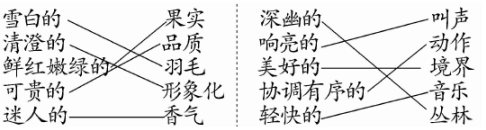 雪白的 果实 深幽的 叫声
清澄的 品质 响亮的 动作
鲜红嫩绿的 羽毛 美好的 境界
可贵的 形象化 协调有序的 音乐
迷人的 香气 轻快的 丛林